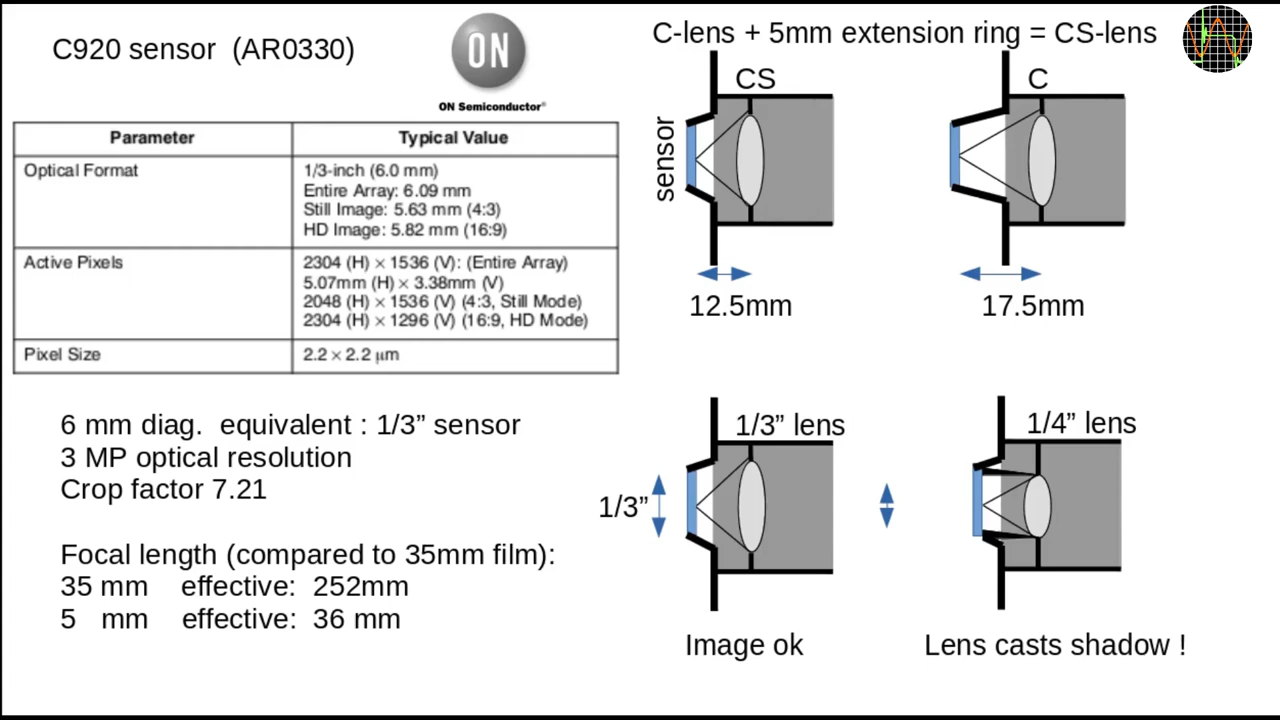 C920 sensor (AR0330)
ON
ON Semiconductor®
Parameter Typical Value
Optical Format 1/3-inch (6.0 mm)
Entire Array: 6.09 mm
Still Image: 5.63 mm (4:3)
HD Image: 5.82 mm (16:9)
Active Pixels 2304 (H) × 1536 (V): (Entire Array)
5.07mm (H) × 3.38mm (V)
2048 (H) × 1536 (V) (4:3, Still Mode)
2304 (H) × 1296 (V) (16:9, HD Mode)
Pixel Size 2.2 × 2.2 μm
6 mm diag. equivalent : 1/3” sensor
3 MP optical resolution
Crop factor 7.21
Focal length (compared to 35mm film):
35 mm effective: 252mm
5 mm effective: 36 mm
C-lens + 5mm extension ring = CS-lens
CS
C
sensor
12.5mm
17.5mm
1/3” lens
1/4” lens
1/3”
Image ok
Lens casts shadow !